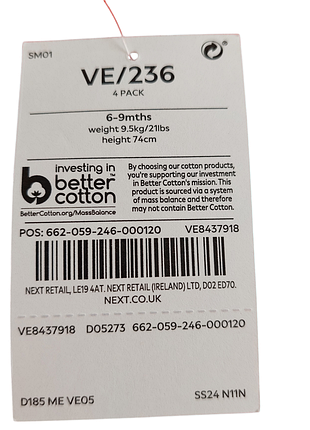 SM01
VE/236
4 PACK
6-9mths
weight 9.5kg/21lbs
height 74cm
investing in
better
cotton
BetterCotton.org/MassBalance
By choosing our cotton products,
you're supporting our investment
in Better Cotton's mission. This
product is sourced via a system
of mass balance and therefore
may not contain Better Cotton.
POS: 662-059-246-000120 VE8437918
NEXT RETAIL, LE19 4AT. NEXT RETAIL (IRELAND) LTD, D02 ED70.
NEXT.CO.UK
VE8437918 D05273 662-059-246-000120
D185 ME VE05 SS24 N11N